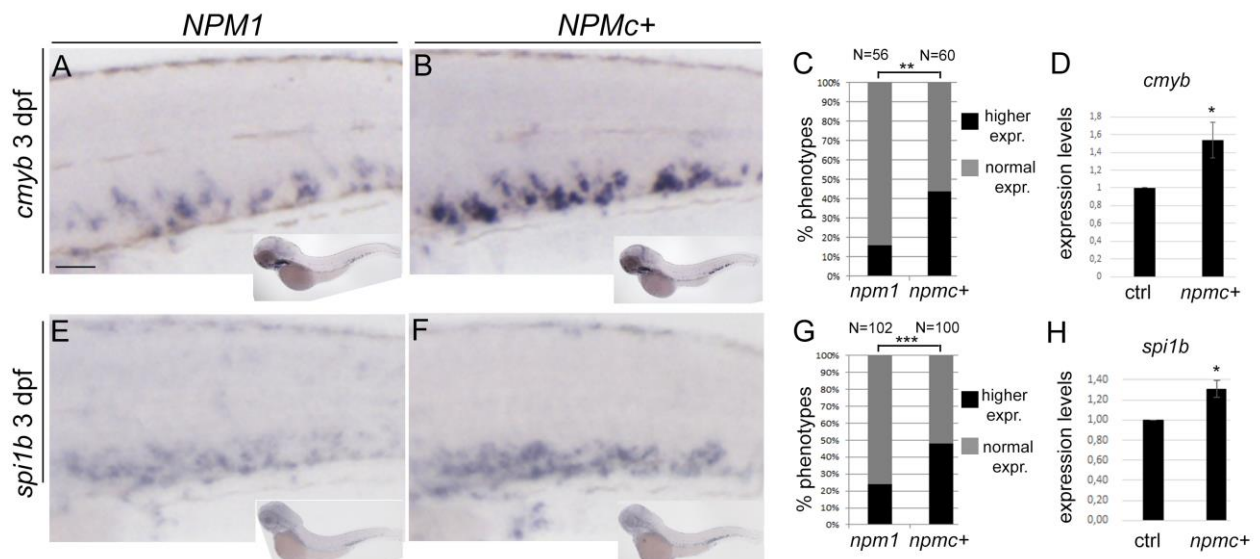 NPM1
NPMc+
A
B
cmyb 3 dpf
C
N=56
**
N=60
100%
90%
80%
70%
60%
50%
40%
30%
20%
10%
0%
% phenotypes
npm1
npmc+
higher
expr.
normal
expr.
D
cmyb
*
1,8
1,6
1,4
1,2
1
0,8
0,6
0,4
0,2
0
expression levels
ctrl
npmc+
E
F
spi1b 3 dpf
G
N=102
***
N=100
100%
90%
80%
70%
60%
50%
40%
30%
20%
10%
0%
% phenotypes
npm1
npmc+
higher
expr.
normal
expr.
H
spi1b
*
1,40
1,20
1,00
0,80
0,60
0,40
0,20
0,00
expression levels
ctrl
npmc+